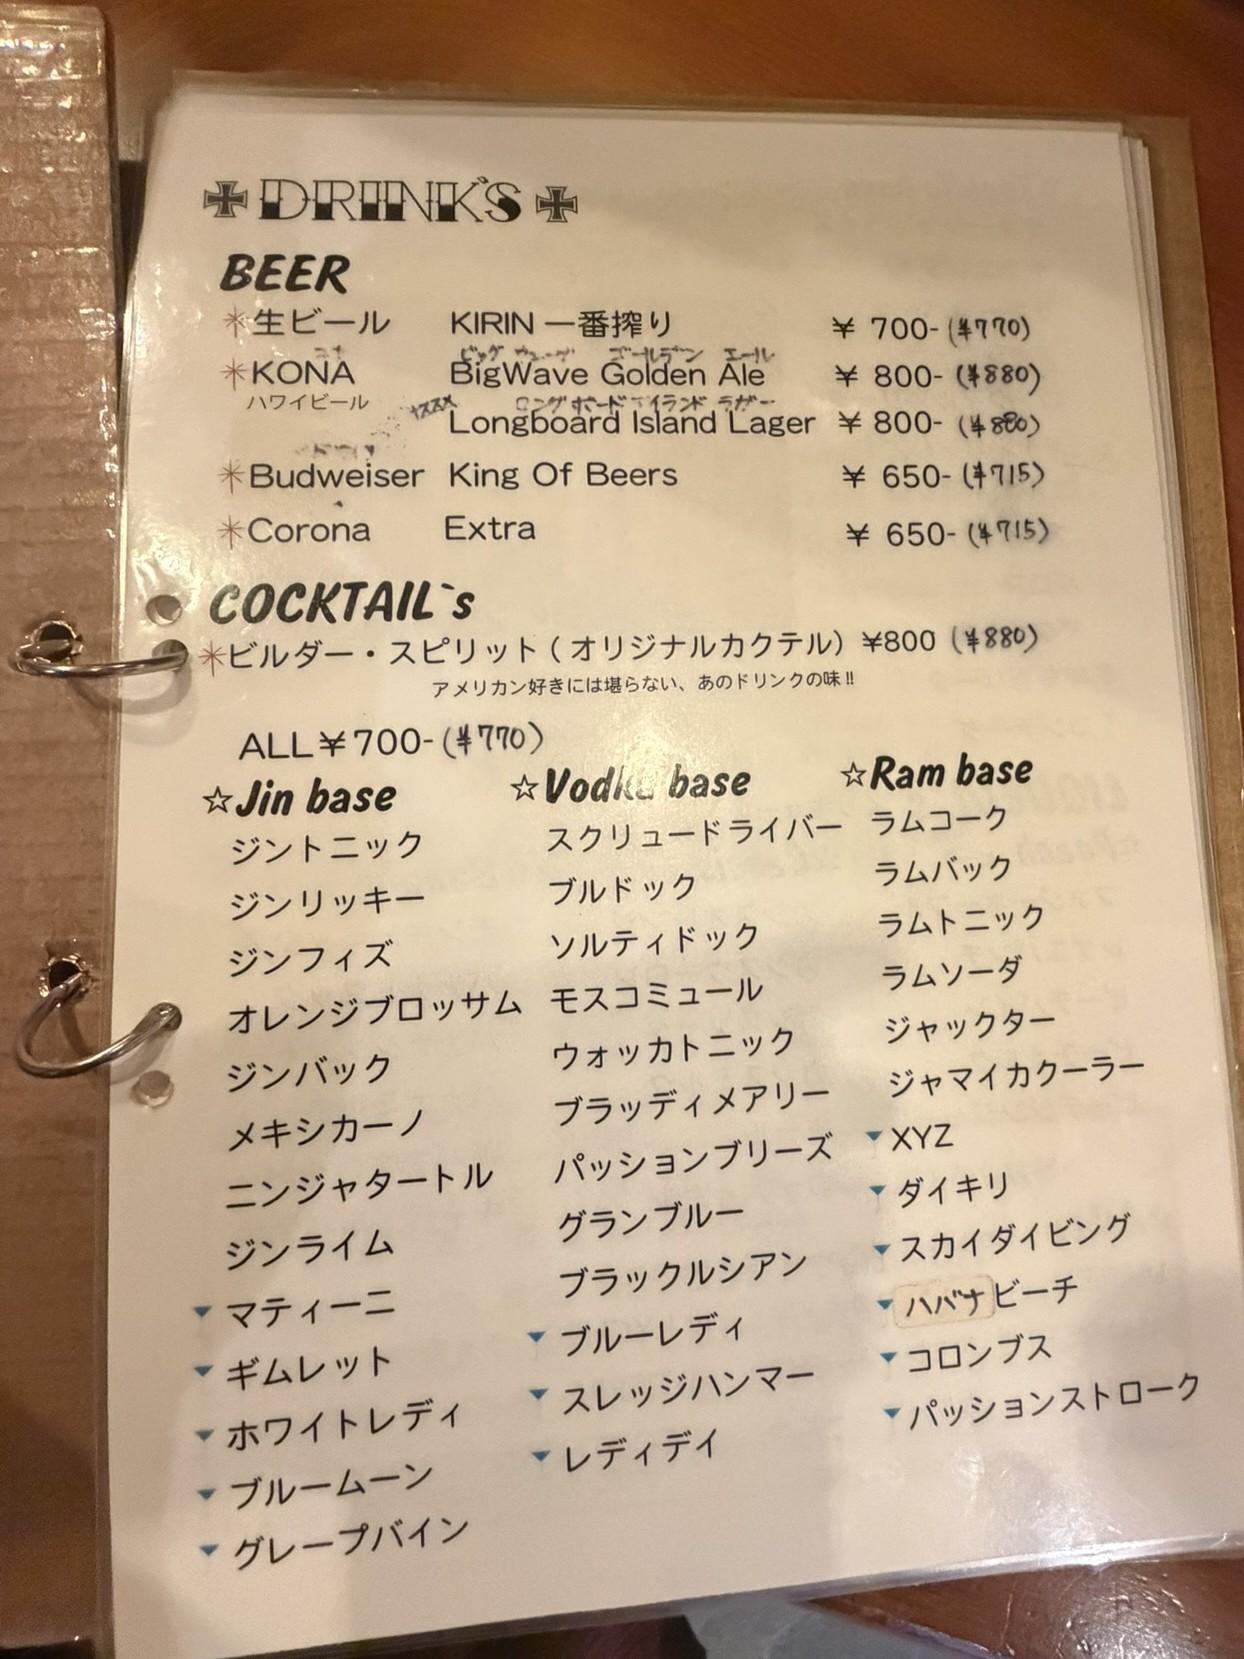 DRINK'S
BEER
✳生ビール KIRIN 一番搾り ¥ 700- (¥770)
コナ ビッグ ウェーブ ゴールデン エール
✳KONA BigWave Golden Ale ¥ 800- (¥880)
ハワイビール
オススメ ロングボード アイランド ラガー
Longboard Island Lager ¥ 800- (¥880)
✳Budweiser King Of Beers ¥ 650- (¥715)
✳Corona Extra ¥ 650- (¥715)
COCKTAIL`s
✳ビルダー・スピリット(オリジナルカクテル) ¥800 (¥880)
アメリカン好きには堪らない、あのドリンクの味!!
ALL¥700-(¥770)
☆Jin base
ジントニック
ジンリッキー
ジンフィズ
オレンジブロッサム
ジンバック
メキシカーノ
ニンジャタートル
ジンライム
▼マティーニ
▼ギムレット
▼ホワイトレディ
▼ブルームーン
▼グレープバイン
☆Vodka base
スクリュードライバー
ブルドック
ソルティドック
モスコミュール
ウォッカトニック
ブラッディメアリー
パッションブリーズ
グランブルー
ブラックルシアン
▼ブルーレディ
▼スレッジハンマー
▼レディデイ
☆Ram base
ラムコーク
ラムバック
ラムトニック
ラムソーダ
ジャックター
ジャマイカクーラー
▼XYZ
▼ダイキリ
▼スカイダイビング
▼ハバナビーチ
▼コロンブス
▼パッションストローク